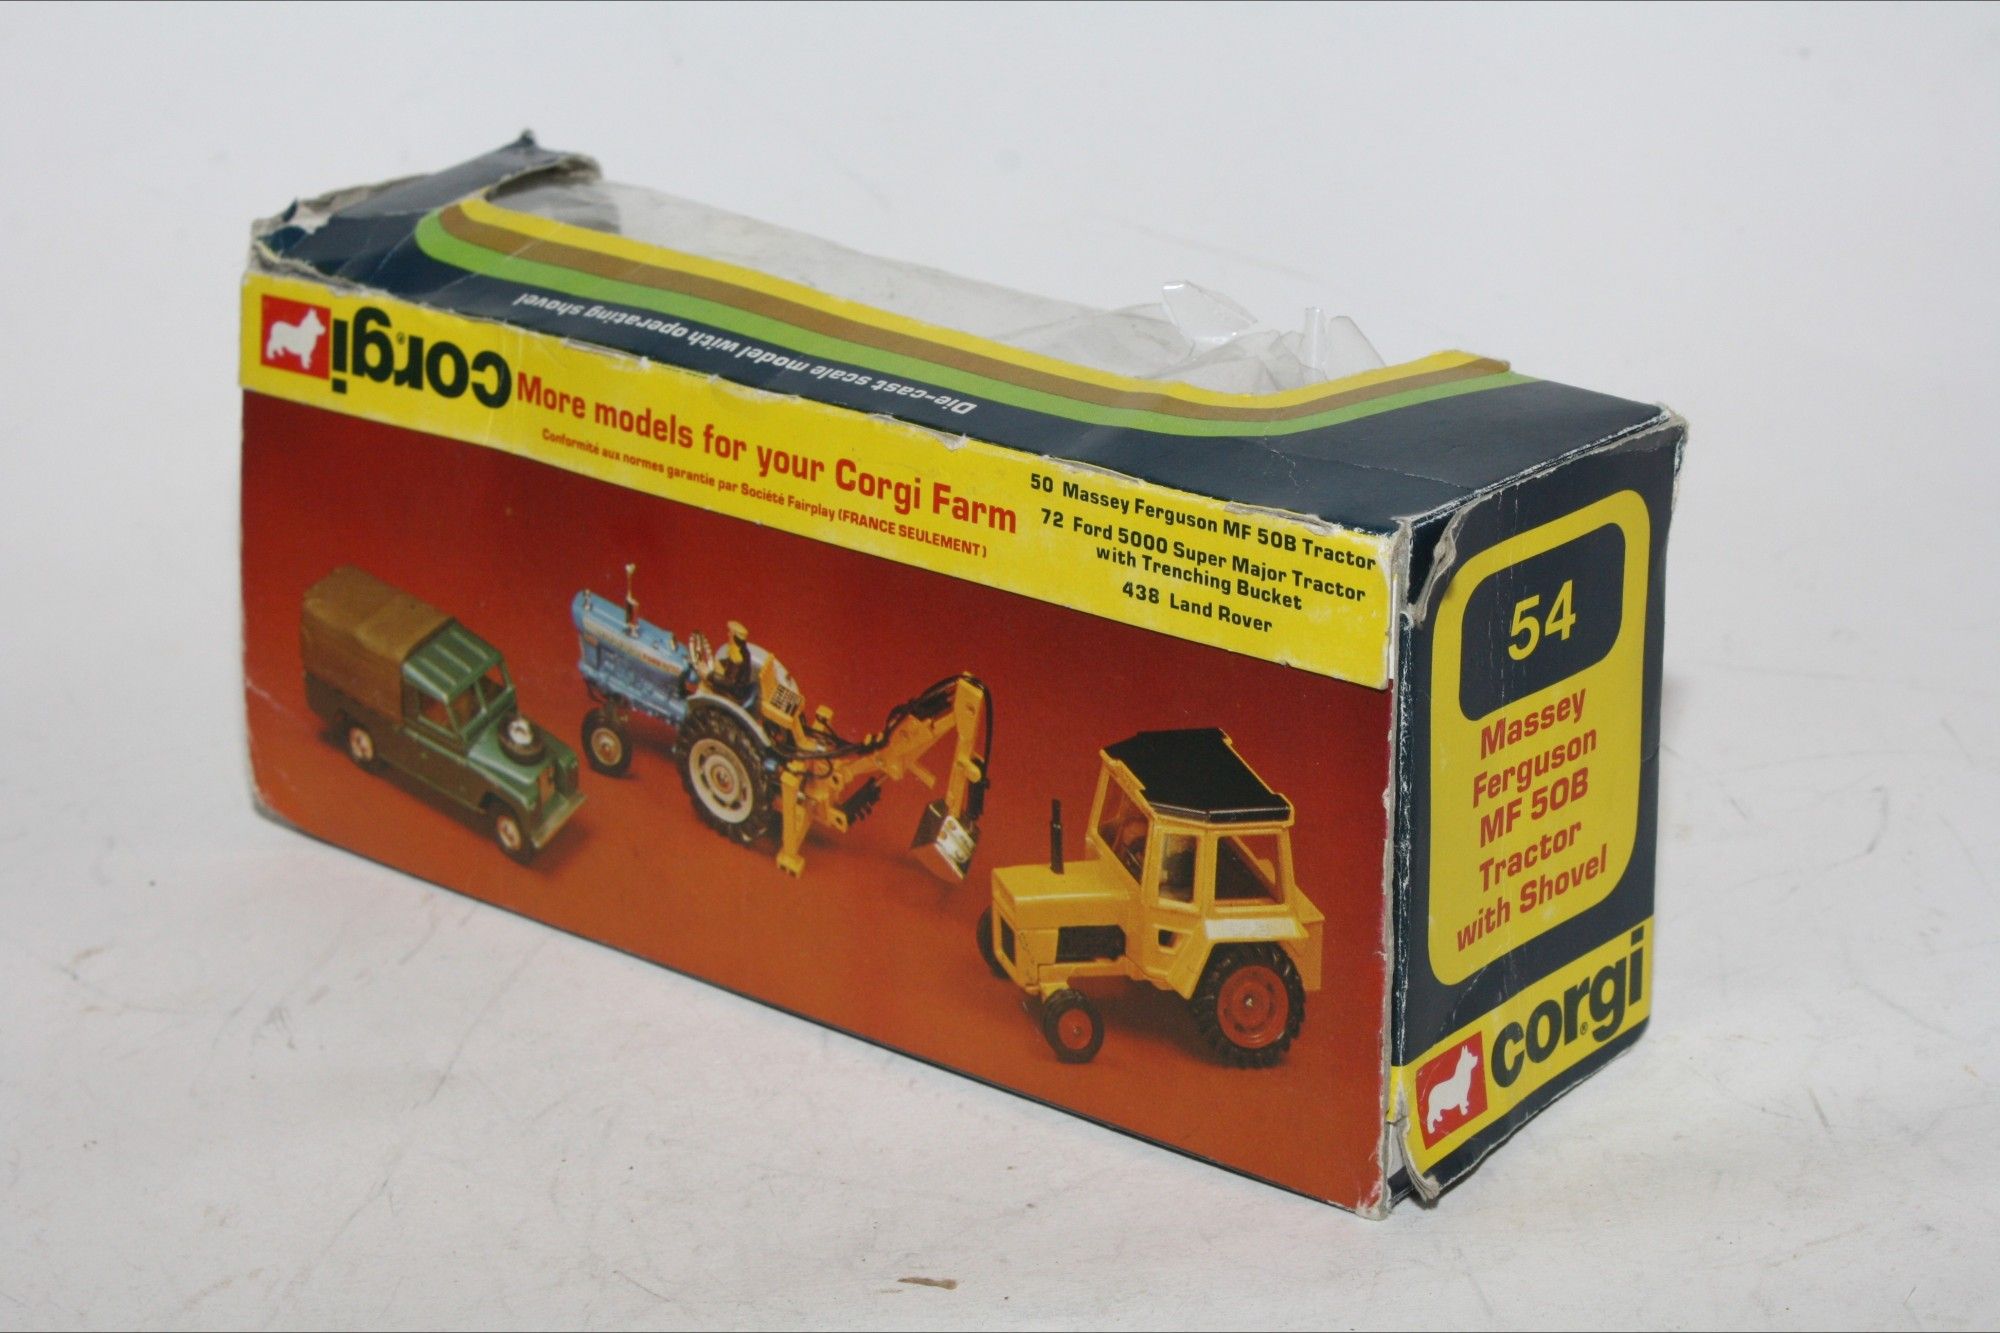 Die-cast scale model with operating shovel
corgi
More models for your Corgi Farm
Conformité aux normes garantie par Société Fairplay (FRANCE SEULEMENT)
50 Massey Ferguson MF 50B Tractor
72 Ford 5000 Super Major Tractor
with Trenching Bucket
438 Land Rover
54
Massey
Ferguson
MF 50B
Tractor
with Shovel
corgi